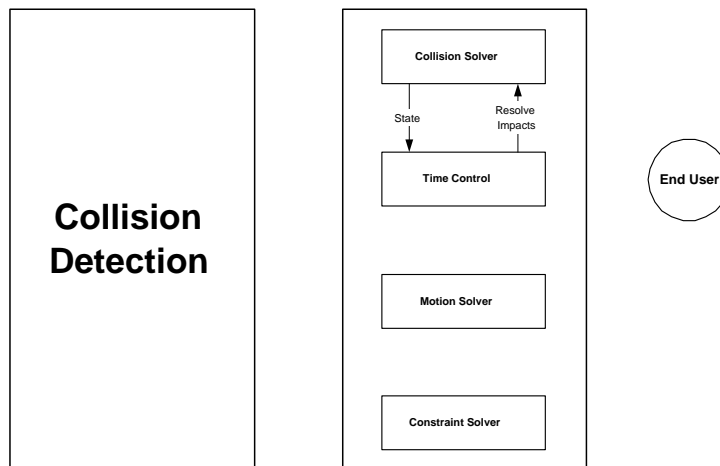 Collision
Detection
Collision Solver
State
Resolve
Impacts
Time Control
Motion Solver
Constraint Solver
End User